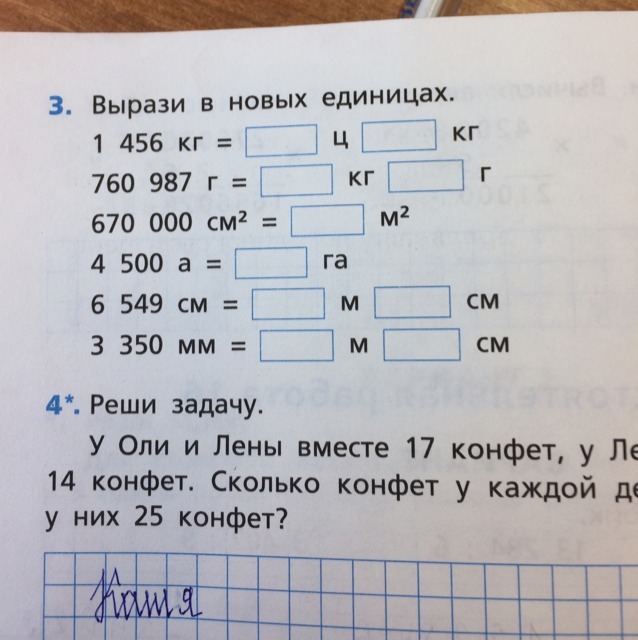 3. Вырази в новых единицах.
1 456 кг = ц кг
760 987 г = кг г
670 000 см² = м²
4 500 а = га
6 549 см = м см
3 350 мм = м см
4*. Реши задачу.
У Оли и Лены вместе 17 конфет, у Ле
14 конфет. Сколько конфет у каждой де
у них 25 конфет?
Катя